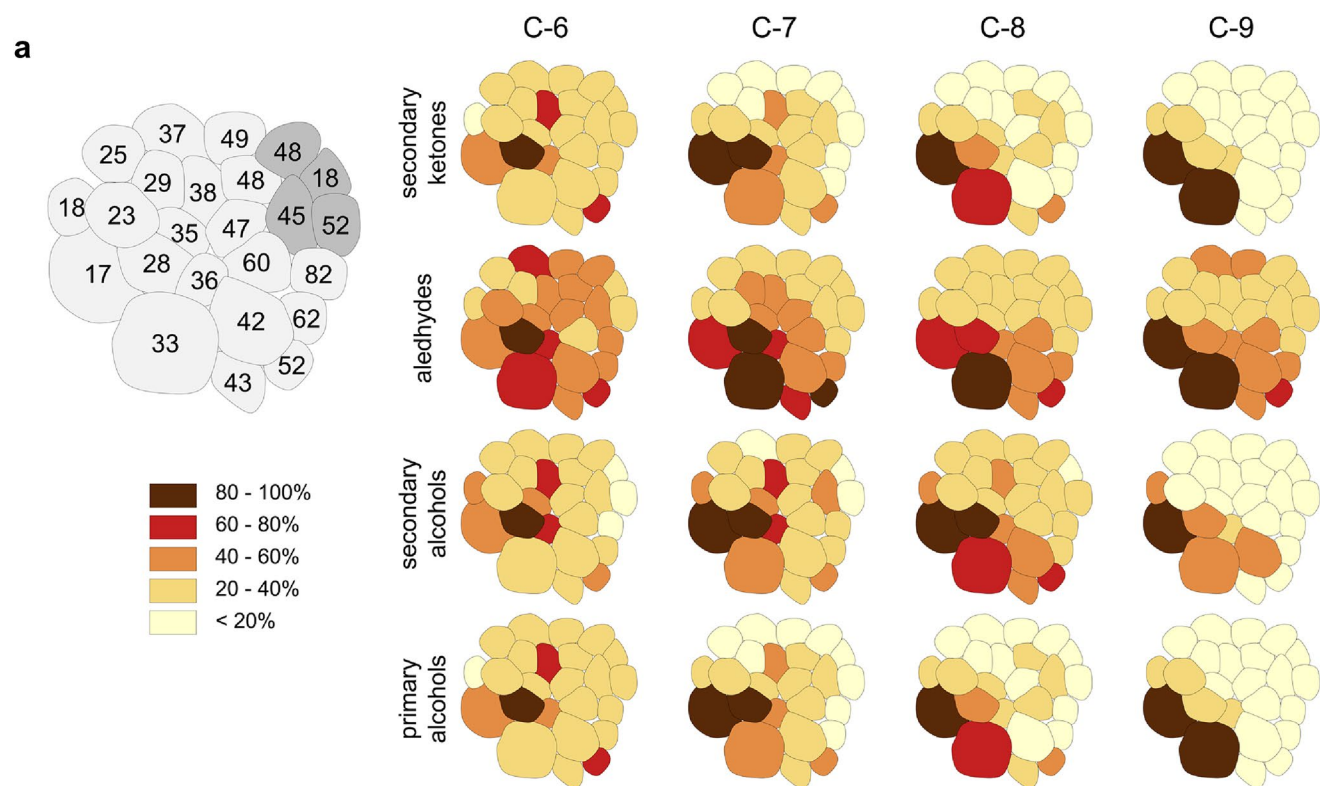 a
C-6 C-7 C-8 C-9
37 49
25 48
29 38 48 18
18 23 35 47 45 52
17 28 36 60 82
33 42 62
43 52
80 - 100%
60 - 80%
40 - 60%
20 - 40%
< 20%
secondary
ketones
aledhydes
secondary
alcohols
primary
alcohols